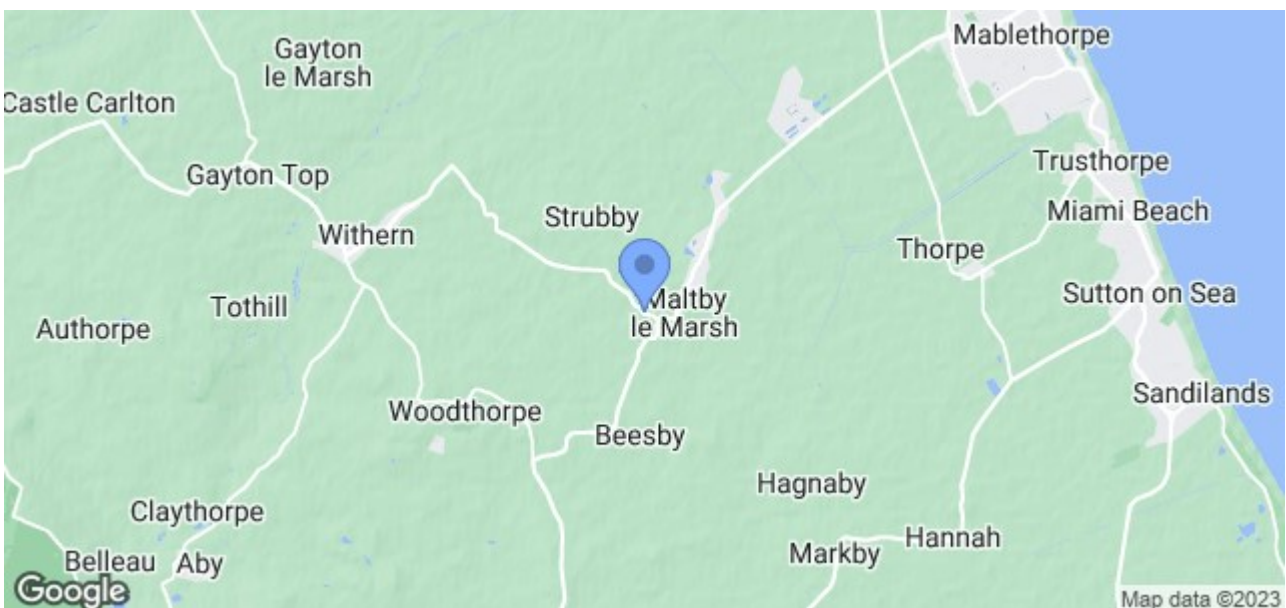 Mablethorpe
Gayton
le Marsh
Castle Carlton
Trusthorpe
Gayton Top
Miami Beach
Strubby
Withern
Thorpe
Sutton on Sea
Maltby
le Marsh
Tothill
Authorpe
Sandilands
Woodthorpe
Beesby
Hagnaby
Claythorpe
Hannah
Markby
Belleau
Aby
Google
Map data ©2023